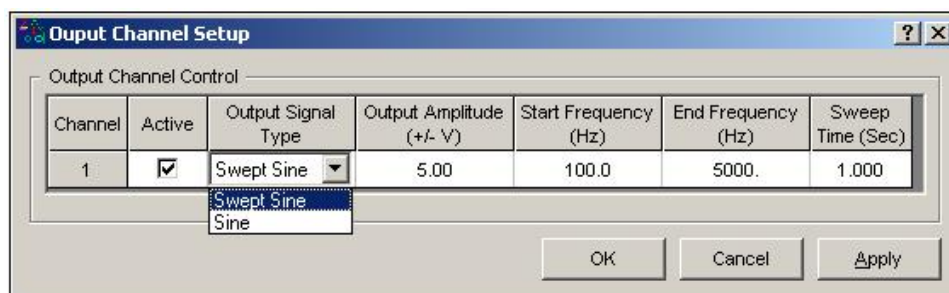 Ouput Channel Setup
Output Channel Control
Channel Active Output Signal Type Output Amplitude (+/- V) Start Frequency (Hz) End Frequency (Hz) Sweep Time (Sec)
1 Swept Sine 5.00 100.0 5000. 1.000
Swept Sine
Sine
OK Cancel Apply